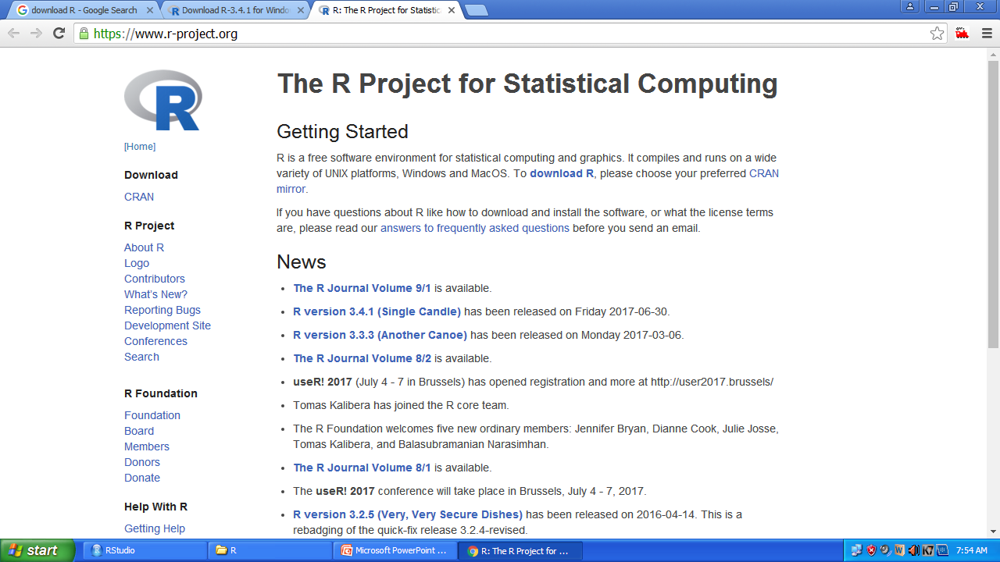 download R - Google Search
Download R-3.4.1 for Windo
R: The R Project for Statistic
https://www.r-project.org
R
[Home]
Download
CRAN
R Project
About R
Logo
Contributors
What's New?
Reporting Bugs
Development Site
Conferences
Search
R Foundation
Foundation
Board
Members
Donors
Donate
Help With R
Getting Help
The R Project for Statistical Computing
Getting Started
R is a free software environment for statistical computing and graphics. It compiles and runs on a wide
variety of UNIX platforms, Windows and MacOS. To download R, please choose your preferred CRAN
mirror.
If you have questions about R like how to download and install the software, or what the license terms
are, please read our answers to frequently asked questions before you send an email.
News
• The R Journal Volume 9/1 is available.
• R version 3.4.1 (Single Candle) has been released on Friday 2017-06-30.
• R version 3.3.3 (Another Canoe) has been released on Monday 2017-03-06.
• The R Journal Volume 8/2 is available.
• useR! 2017 (July 4 - 7 in Brussels) has opened registration and more at http://user2017.brussels/
• Tomas Kalibera has joined the R core team.
• The R Foundation welcomes five new ordinary members: Jennifer Bryan, Dianne Cook, Julie Josse,
Tomas Kalibera, and Balasubramanian Narasimhan.
• The R Journal Volume 8/1 is available.
• The useR! 2017 conference will take place in Brussels, July 4 - 7, 2017.
• R version 3.2.5 (Very, Very Secure Dishes) has been released on 2016-04-14. This is a
rebadging of the quick-fix release 3.2.4-revised.
start
RStudio
R
Microsoft PowerPoint ...
R: The R Project for ...
7:54 AM